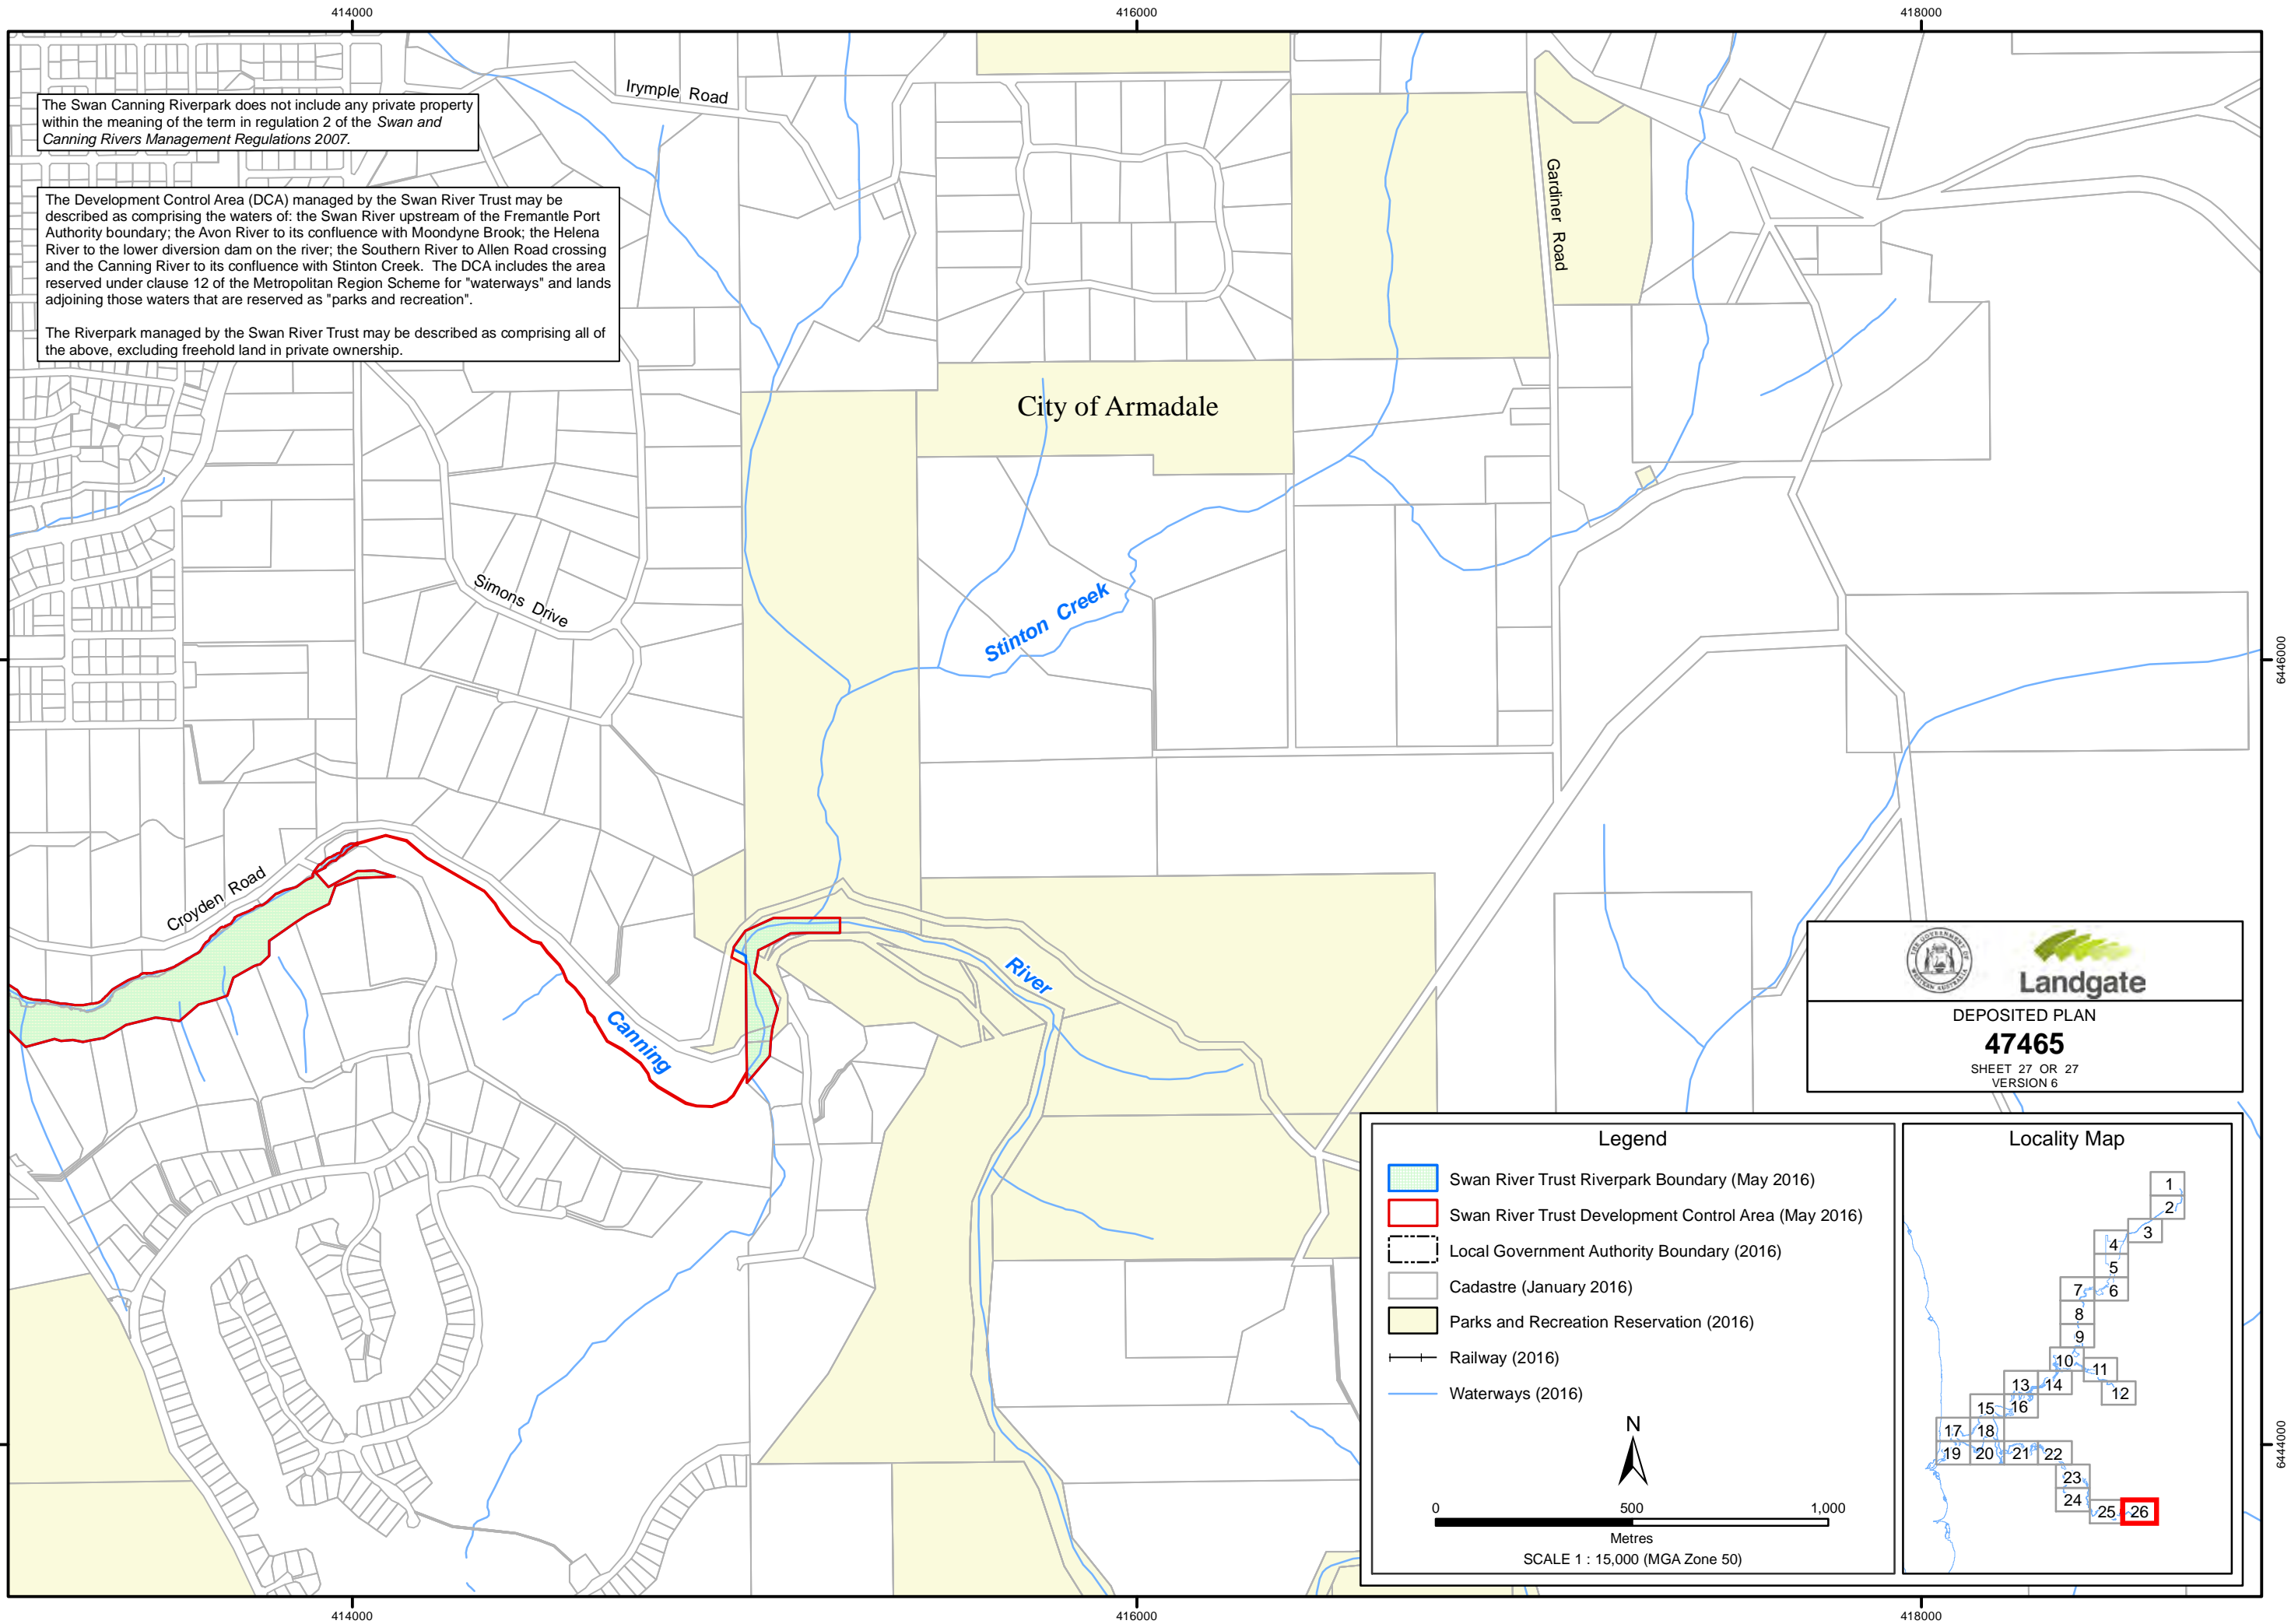 414000
416000
418000
Irymple Road
The Swan Canning Riverpark does not include any private property
within the meaning of the term in regulation 2 of the Swan and
Canning Rivers Management Regulations 2007.
Gardiner Road
The Development Control Area (DCA) managed by the Swan River Trust may be
described as comprising the waters of: the Swan River upstream of the Fremantle Port
Authority boundary; the Avon River to its confluence with Moondyne Brook; the Helena
River to the lower diversion dam on the river; the Southern River to Allen Road crossing
and the Canning River to its confluence with Stinton Creek. The DCA includes the area
reserved under clause 12 of the Metropolitan Region Scheme for "waterways" and lands
adjoining those waters that are reserved as "parks and recreation".
The Riverpark managed by the Swan River Trust may be described as comprising all of
the above, excluding freehold land in private ownership.
City of Armadale
Simons Drive
Stinton Creek
6446000
Croyden Road
River
Canning
THE GOVERNMENT OF
WESTERN AUSTRALIA
Landgate
DEPOSITED PLAN
47465
SHEET 27 OR 27
VERSION 6
Legend
Swan River Trust Riverpark Boundary (May 2016)
Swan River Trust Development Control Area (May 2016)
Local Government Authority Boundary (2016)
Cadastre (January 2016)
Parks and Recreation Reservation (2016)
Railway (2016)
Waterways (2016)
N
0 500 1,000
Metres
SCALE 1 : 15,000 (MGA Zone 50)
Locality Map
1
2
3
4
5
7 6
8
9
10 11
13 14 12
15 16
17 18
19 20 21 22
23
24
25 26
6444000
414000
416000
418000